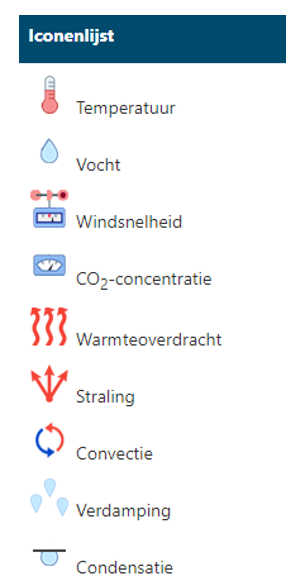 Iconenlijst
Temperatuur
Vocht
Windsnelheid
CO₂-concentratie
Warmteoverdracht
Straling
Convectie
Verdamping
Condensatie